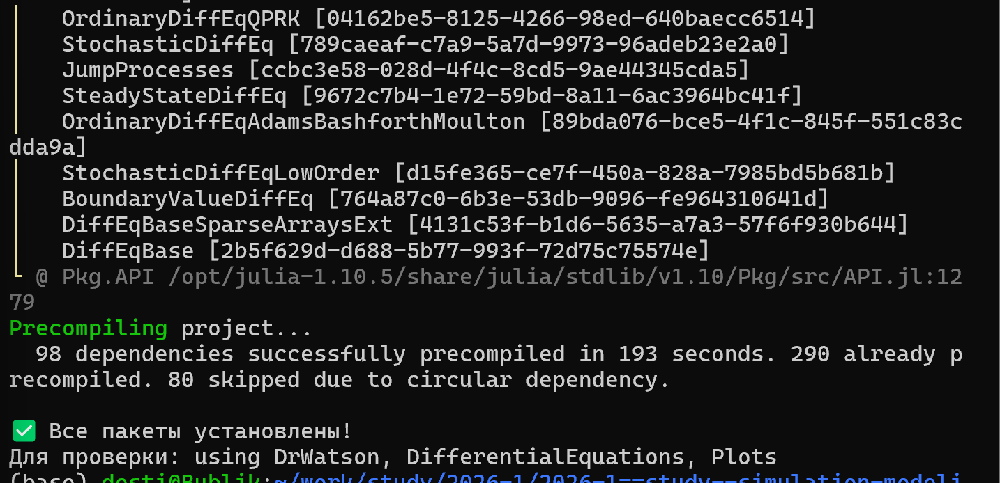 OrdinaryDiffEqQPRK [04162be5-8125-4266-98ed-640baecc6514]
StochasticDiffEq [789caeaf-c7a9-5a7d-9973-96adeb23e2a0]
JumpProcesses [ccbc3e58-028d-4f4c-8cd5-9ae44345cda5]
SteadyStateDiffEq [9672c7b4-1e72-59bd-8a11-6ac3964bc41f]
OrdinaryDiffEqAdamsBashforthMoulton [89bda076-bce5-4f1c-845f-551c83c
dda9a]
StochasticDiffEqLowOrder [d15fe365-ce7f-450a-828a-7985bd5b681b]
BoundaryValueDiffEq [764a87c0-6b3e-53db-9096-fe964310641d]
DiffEqBaseSparseArraysExt [4131c53f-b1d6-5635-a7a3-57f6f930b644]
DiffEqBase [2b5f629d-d688-5b77-993f-72d75c75574e]
@ Pkg.API /opt/julia-1.10.5/share/julia/stdlib/v1.10/Pkg/src/API.jl:12
79
Precompiling project...
98 dependencies successfully precompiled in 193 seconds. 290 already p
recompiled. 80 skipped due to circular dependency.
✅ Все пакеты установлены!
Для проверки: using DrWatson, DifferentialEquations, Plots
(base) desti@Bublik:~/work/study/2026-1/2026-1==study--simulation-modeli